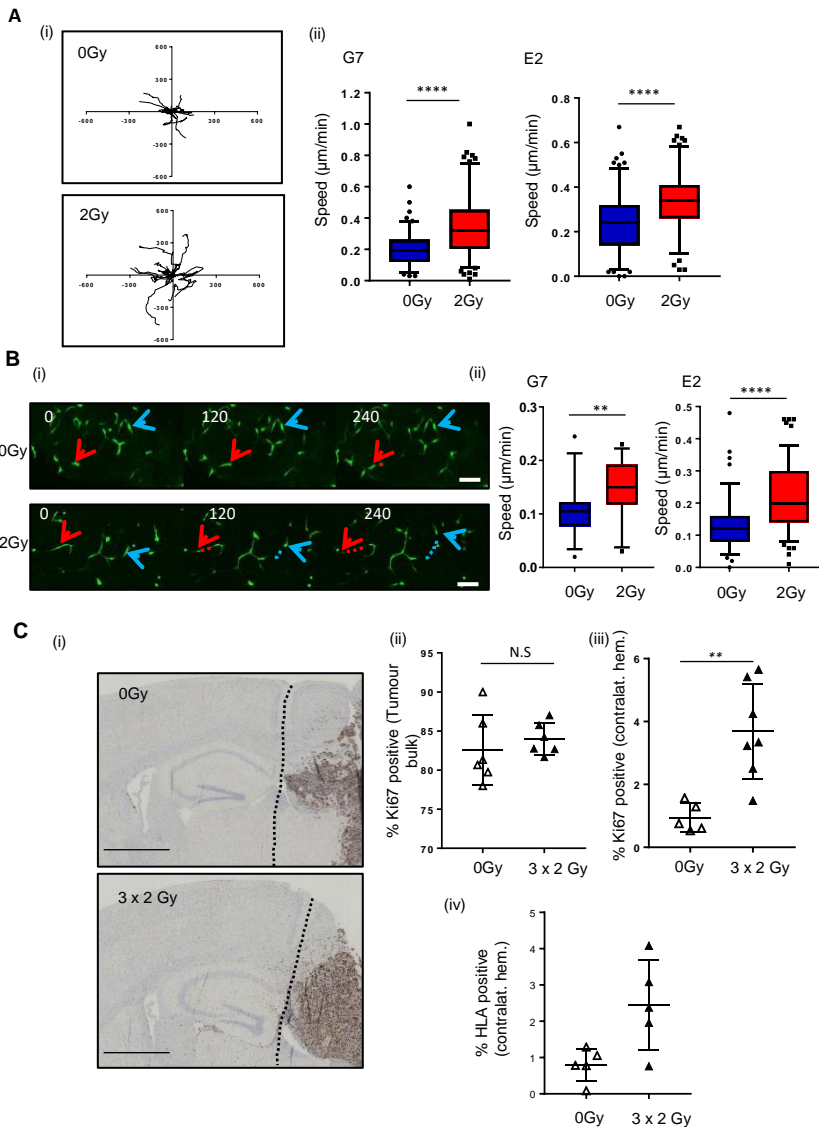 A
(i)
0Gy
600
300
-600 -300 300 600
-300
-600
2Gy
600
300
-600 -300 300 600
-300
-600
(ii)
G7
****
Speed (µm/min)
1.2
1.0
0.8
0.6
0.4
0.2
0.0
0Gy 2Gy
E2
****
Speed (µm/min)
0.8
0.6
0.4
0.2
0.0
0Gy 2Gy
B
(i)
0Gy
0 120 240
2Gy
0 120 240
(ii)
G7
**
Speed (µm/min)
0.3
0.2
0.1
0.0
0Gy 2Gy
E2
****
Speed (µm/min)
0.5
0.4
0.3
0.2
0.1
0.0
0Gy 2Gy
C
(i)
0Gy
3 x 2 Gy
(ii)
N.S
% Ki67 positive (Tumour
bulk)
95
90
85
80
75
70
0Gy 3 x 2 Gy
(iii)
**
% Ki67 positive (contralat. hem.)
6
4
2
0
0Gy 3 x 2 Gy
(iv)
% HLA positive
(contralat. hem.)
5
4
3
2
1
0
0Gy 3 x 2 Gy